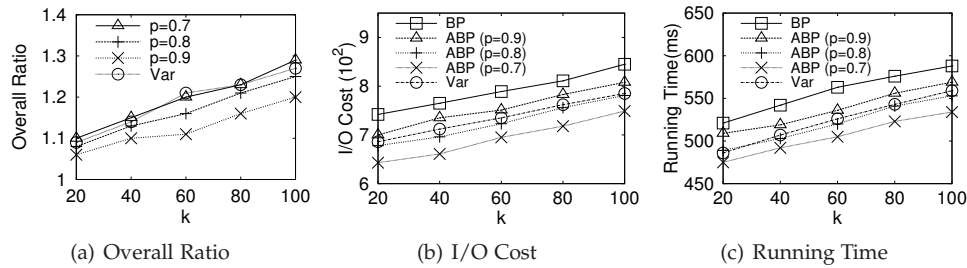 1.4
1.3
1.2
1.1
1
20 40 60 80 100
k
Overall Ratio
p=0.7
p=0.8
p=0.9
Var
(a) Overall Ratio
9
8
7
6
20 40 60 80 100
k
I/O Cost (10²)
BP
ABP (p=0.9)
ABP (p=0.8)
ABP (p=0.7)
Var
(b) I/O Cost
650
600
550
500
450
20 40 60 80 100
k
Running Time(ms)
BP
ABP (p=0.9)
ABP (p=0.8)
ABP (p=0.7)
Var
(c) Running Time